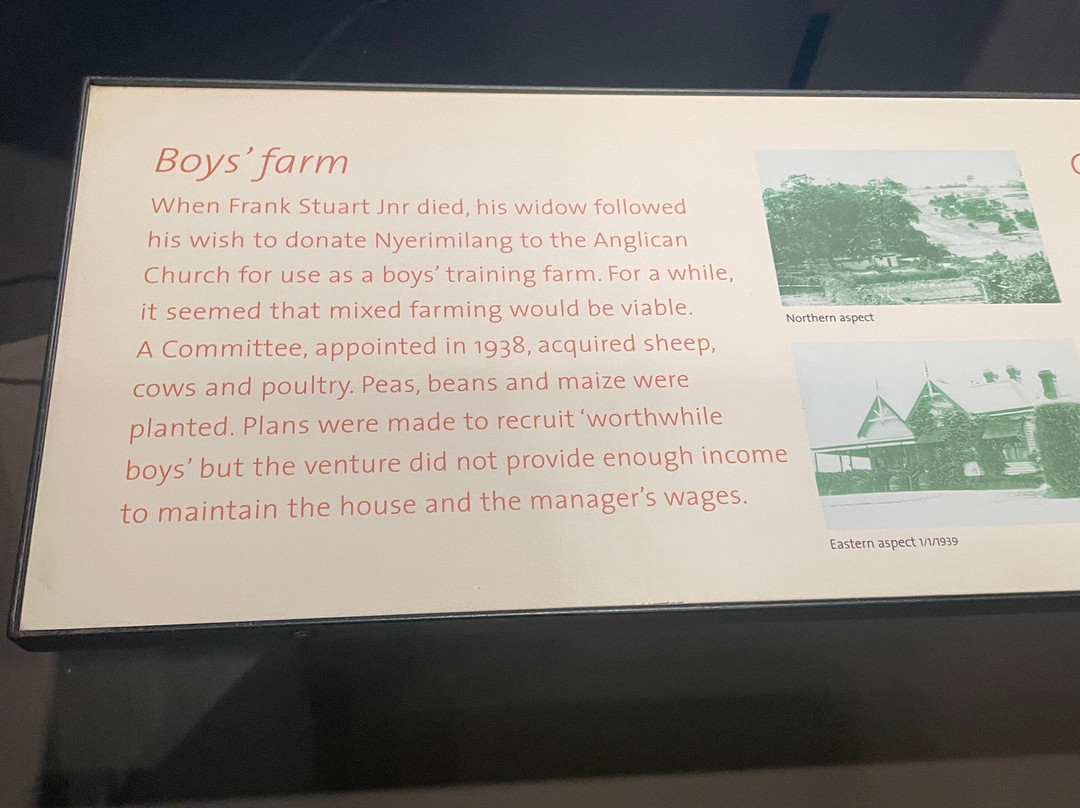 Boys' farm
When Frank Stuart Jnr died, his widow followed
his wish to donate Nyerimilang to the Anglican
Church for use as a boys' training farm. For a while,
it seemed that mixed farming would be viable.
A Committee, appointed in 1938, acquired sheep,
cows and poultry. Peas, beans and maize were
planted. Plans were made to recruit ‘worthwhile
boys’ but the venture did not provide enough income
to maintain the house and the manager's wages.
Northern aspect
Eastern aspect 1/1/1939